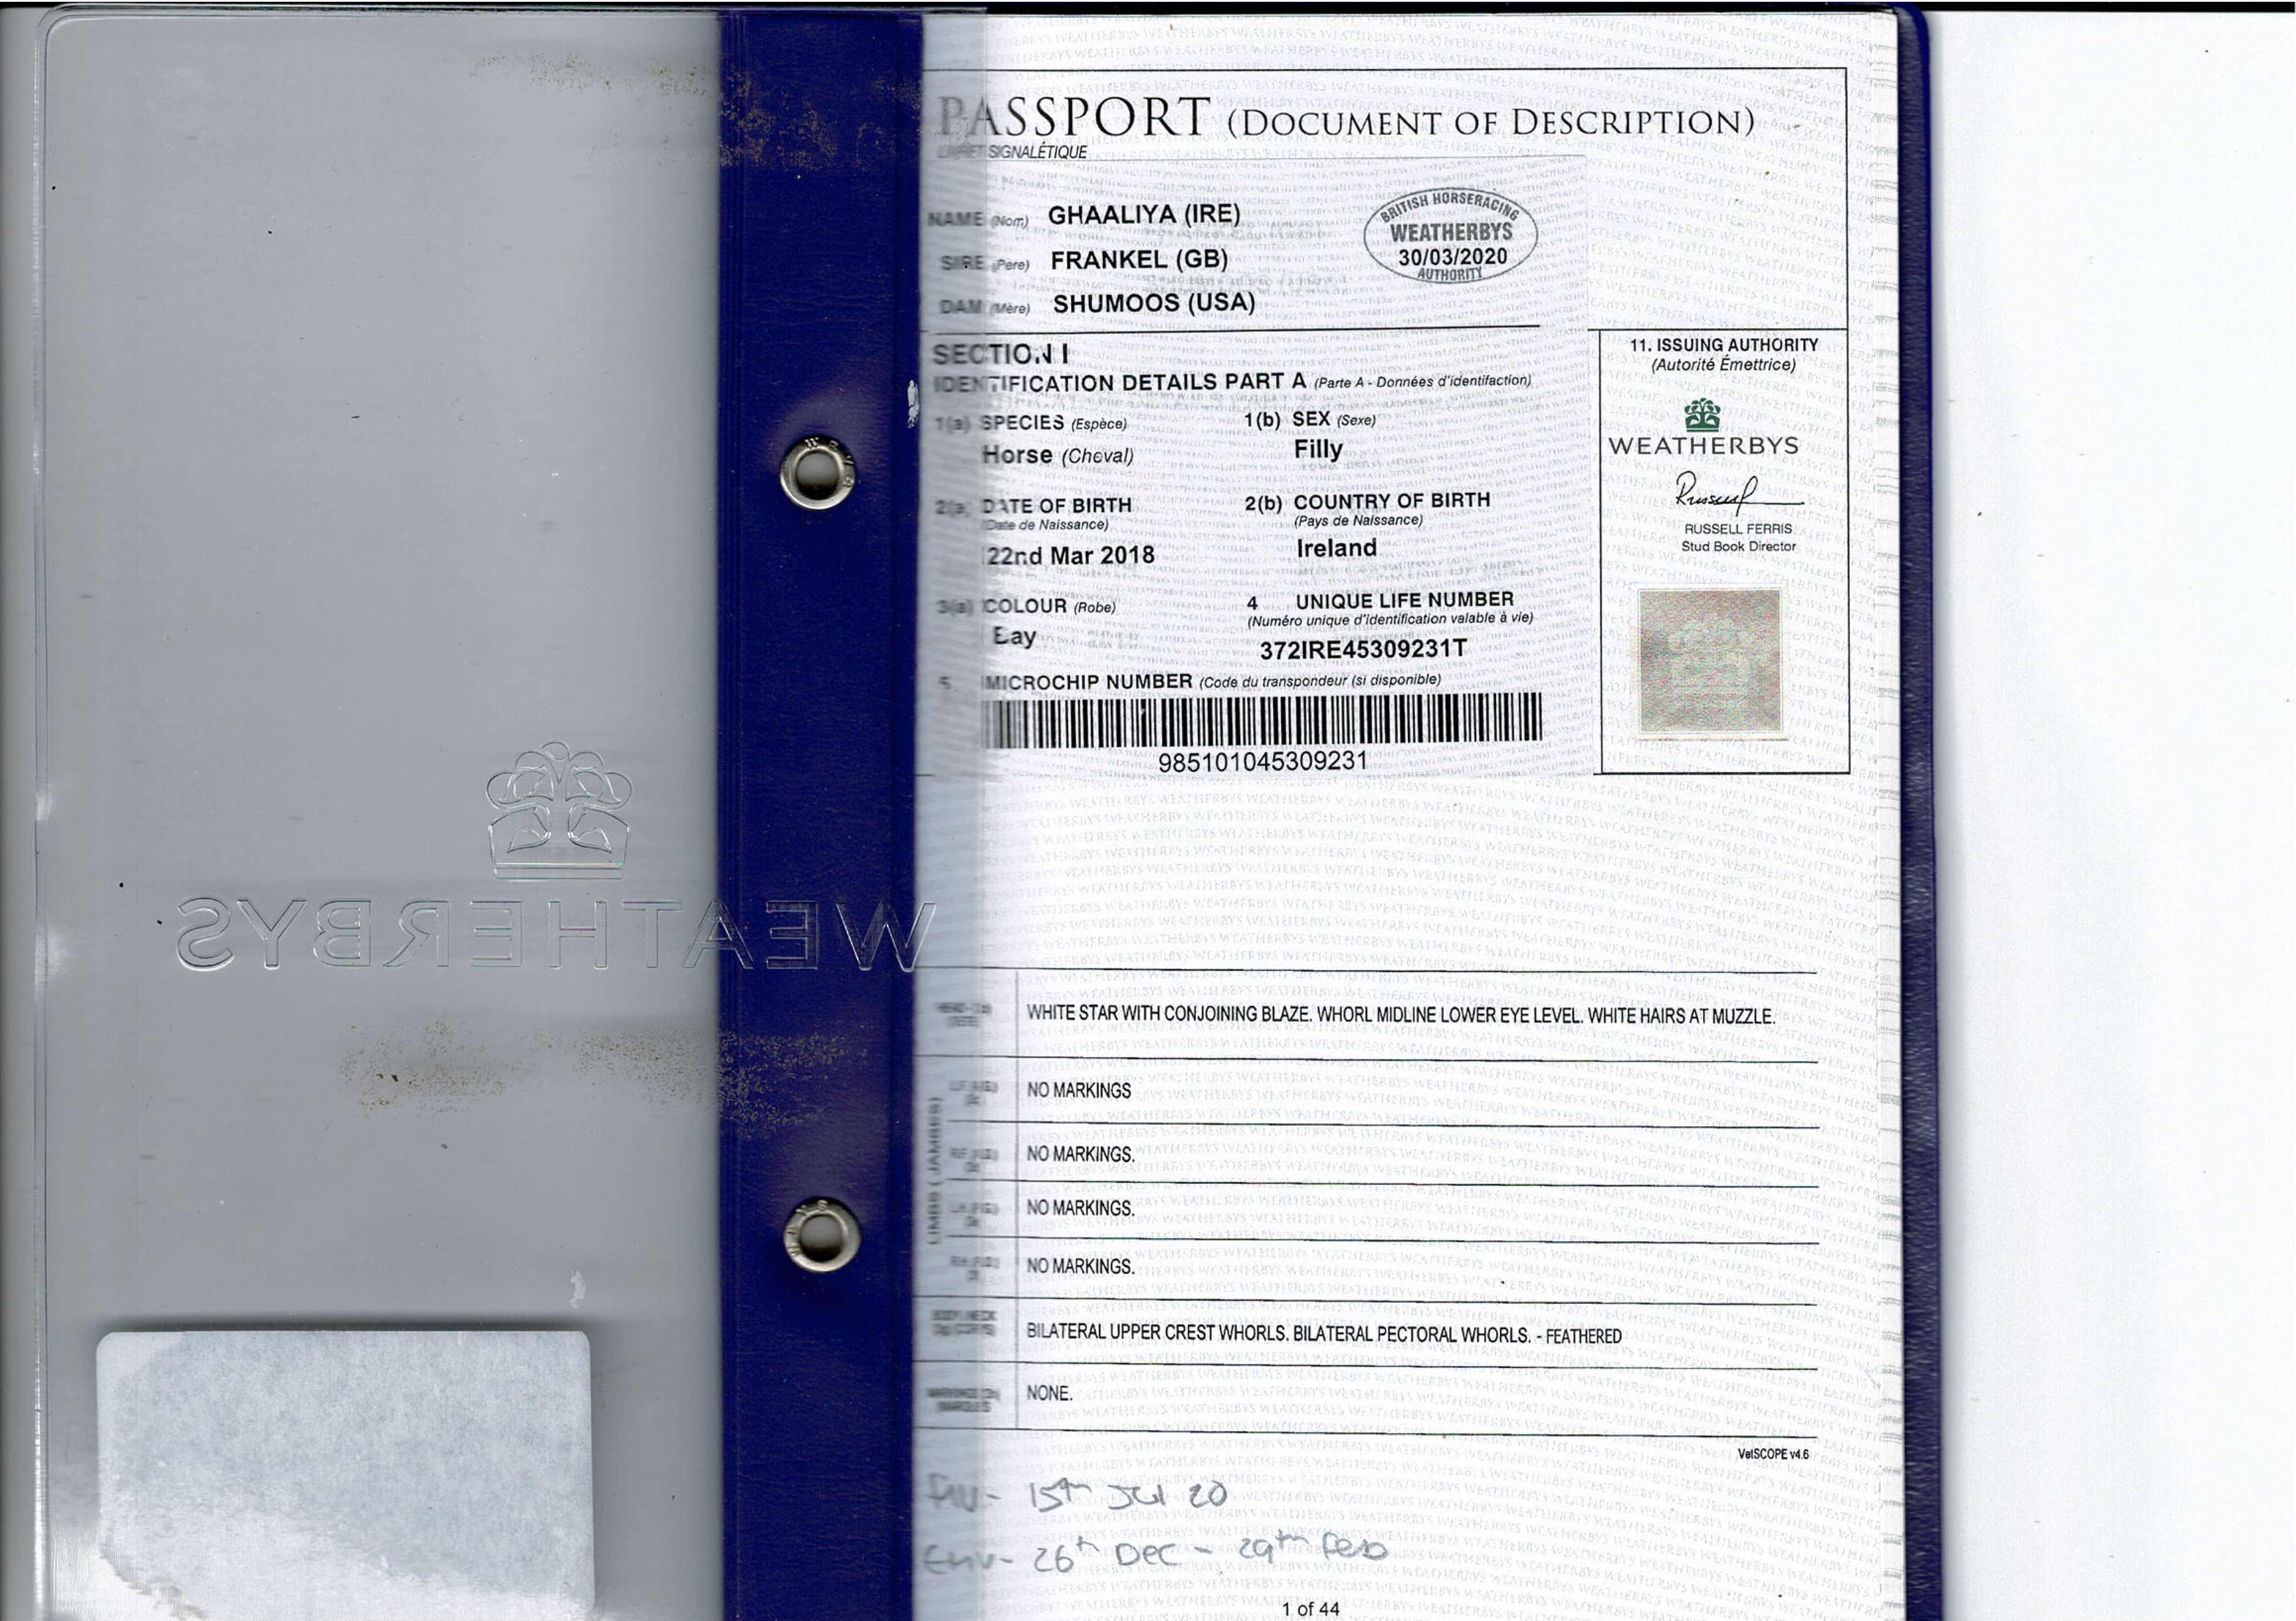 PASSPORT (DOCUMENT OF DESCRIPTION)
SIGNALÉTIQUE
NAME (Nom) GHAALIYA (IRE)
SIRE (Pere) FRANKEL (GB)
DAM (Mère) SHUMOOS (USA)
BRITISH HORSERACING
WEATHERBYS
30/03/2020
AUTHORITY
SECTION I
IDENTIFICATION DETAILS PART A (Parte A - Données d'identifaction)
1(a) SPECIES (Espèce) 1(b) SEX (Sexe)
Horse (Cheval) Filly
2(a) DATE OF BIRTH 2(b) COUNTRY OF BIRTH
(Date de Naissance) (Pays de Naissance)
22nd Mar 2018 Ireland
3(a) COLOUR (Robe) 4 UNIQUE LIFE NUMBER
(Numéro unique d'identification valable à vie)
Bay 372IRE45309231T
5. MICROCHIP NUMBER (Code du transpondeur (si disponible)
985101045309231
11. ISSUING AUTHORITY
(Autorité Émettrice)
WEATHERBYS
RUSSELL FERRIS
Stud Book Director
WEATHERBYS
WHITE STAR WITH CONJOINING BLAZE. WHORL MIDLINE LOWER EYE LEVEL. WHITE HAIRS AT MUZZLE.
LIMBS (JAMBES)
NO MARKINGS
NO MARKINGS.
NO MARKINGS.
NO MARKINGS.
BILATERAL UPPER CREST WHORLS. BILATERAL PECTORAL WHORLS. - FEATHERED
NONE.
VetSCOPE v4.6
15th Jul 20
26th Dec - 29th Feb
1 of 44